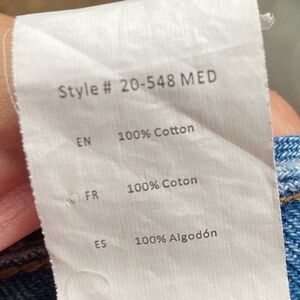 Style # 20-548 MED
EN 100% Cotton
FR 100% Coton
ES 100% Algodón